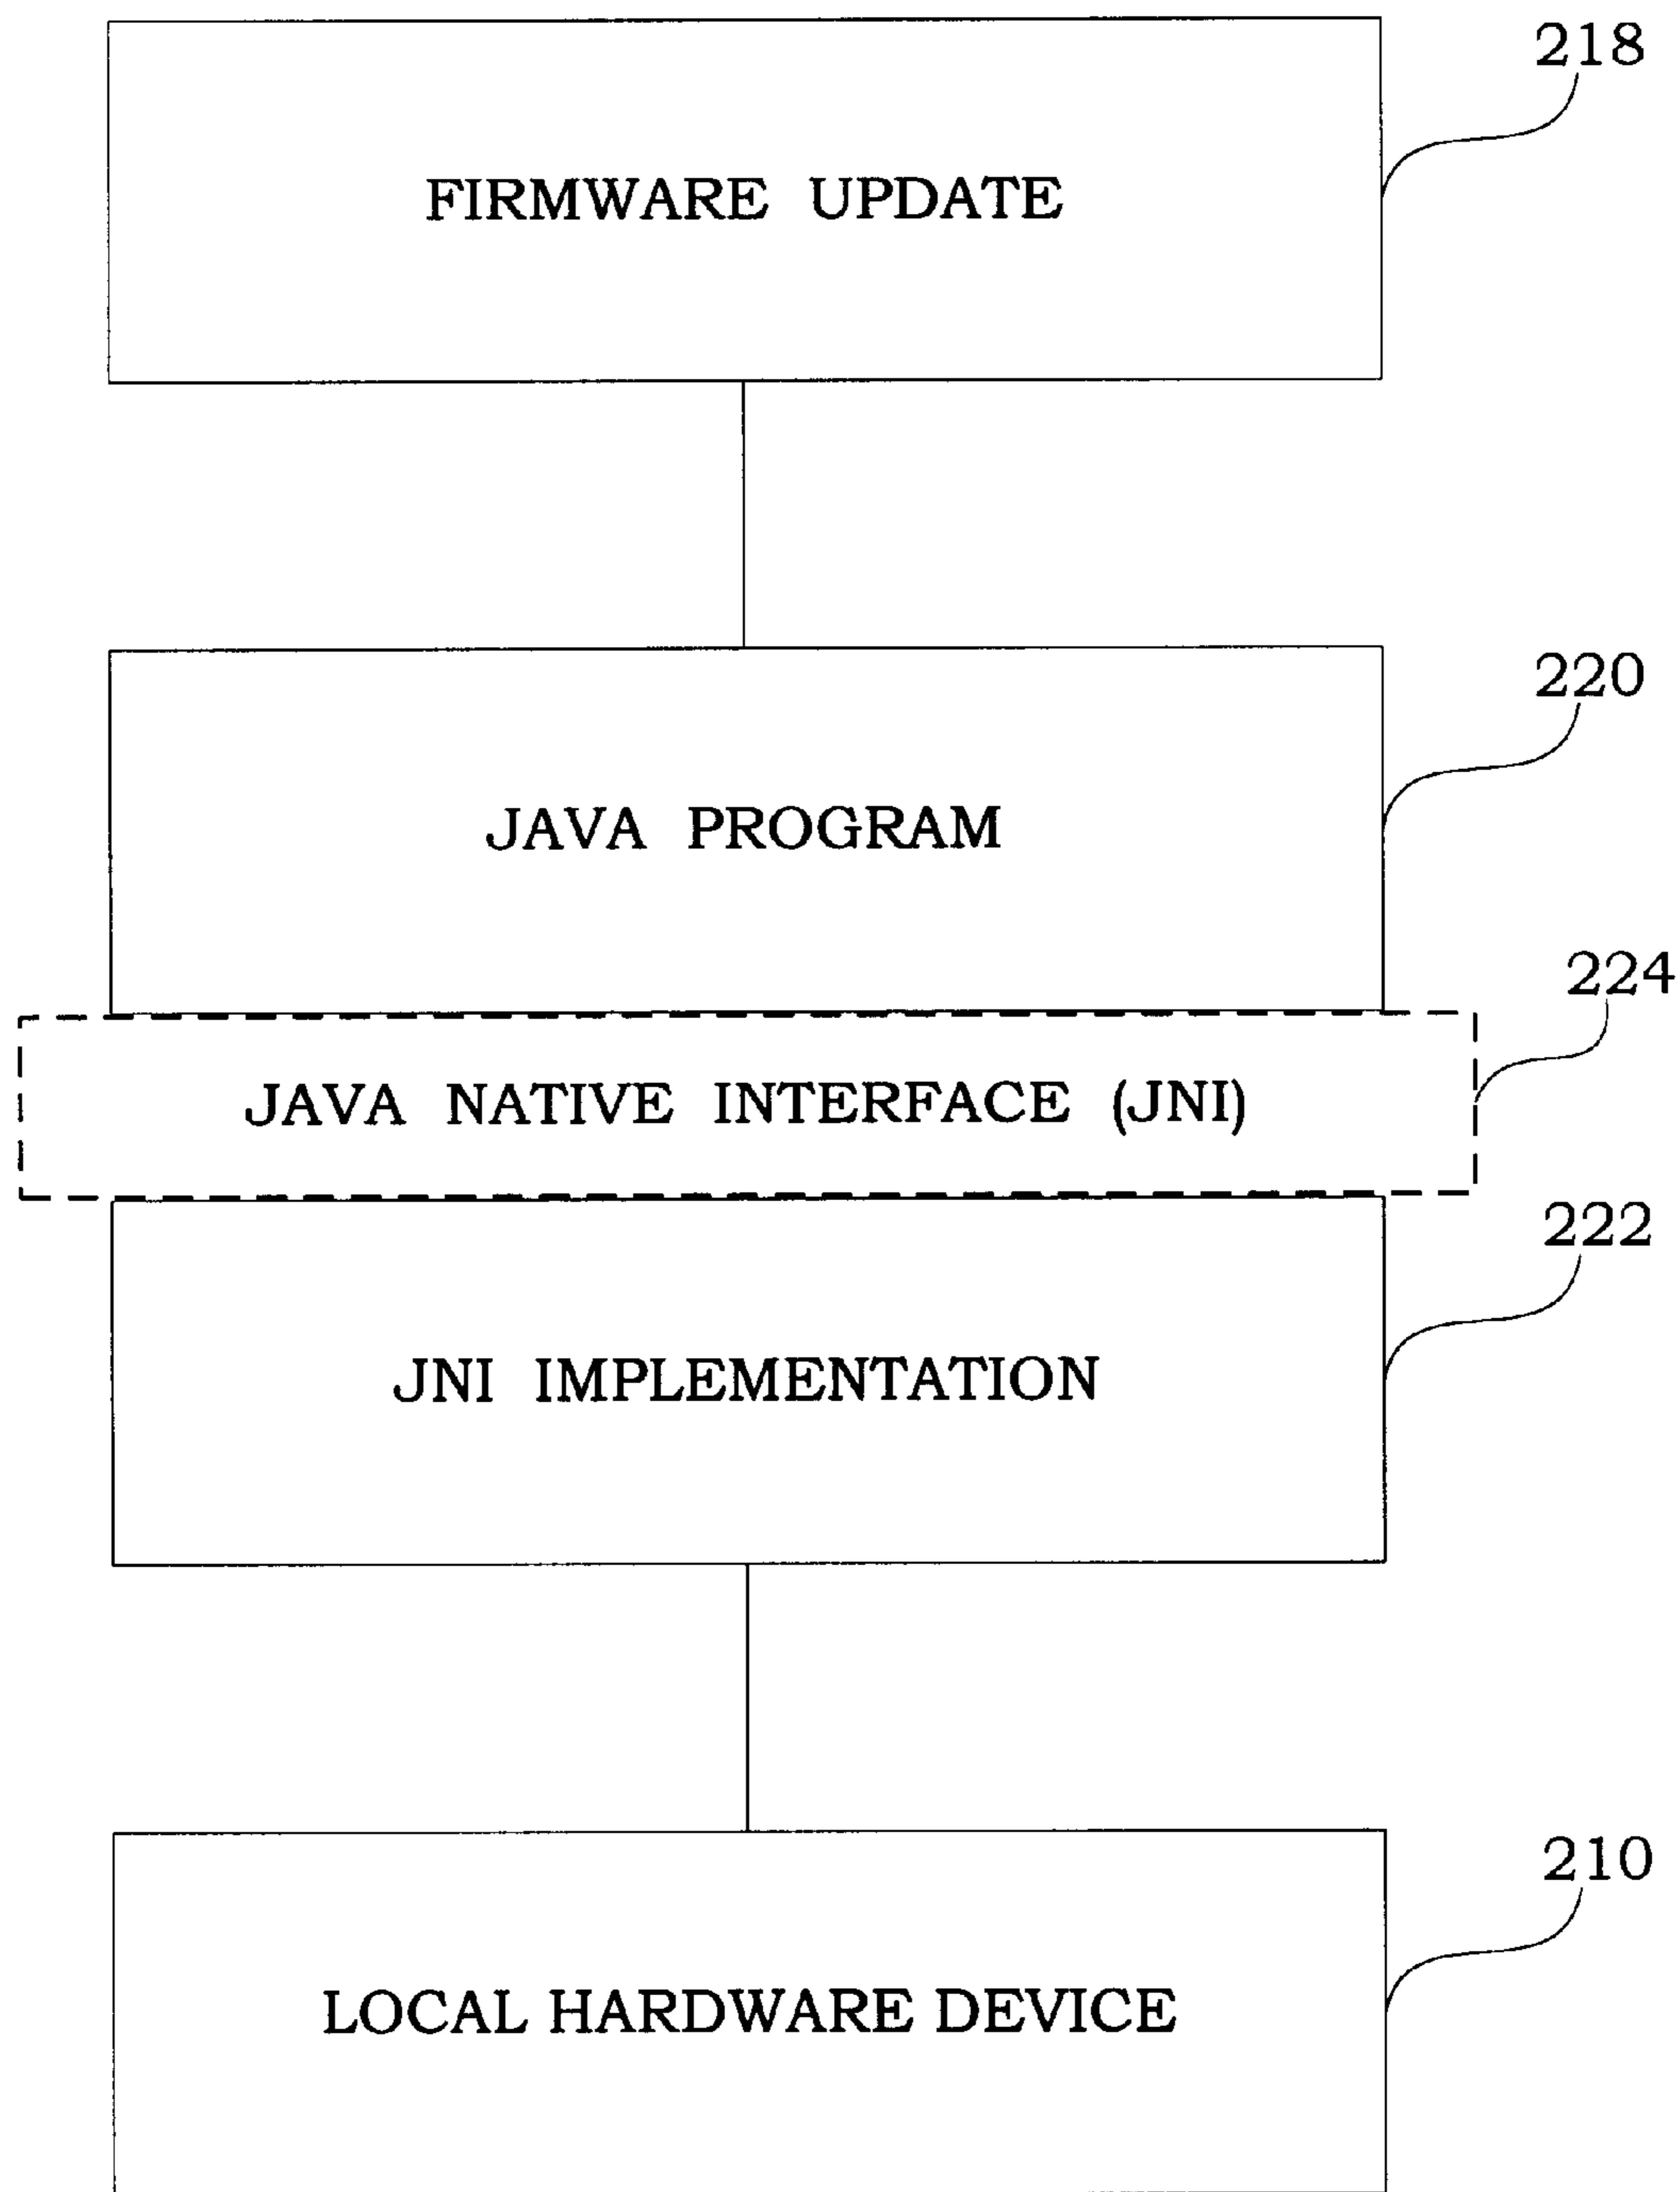 218
FIRMWARE UPDATE
220
JAVA PROGRAM
224
JAVA NATIVE INTERFACE (JNI)
222
JNI IMPLEMENTATION
210
LOCAL HARDWARE DEVICE